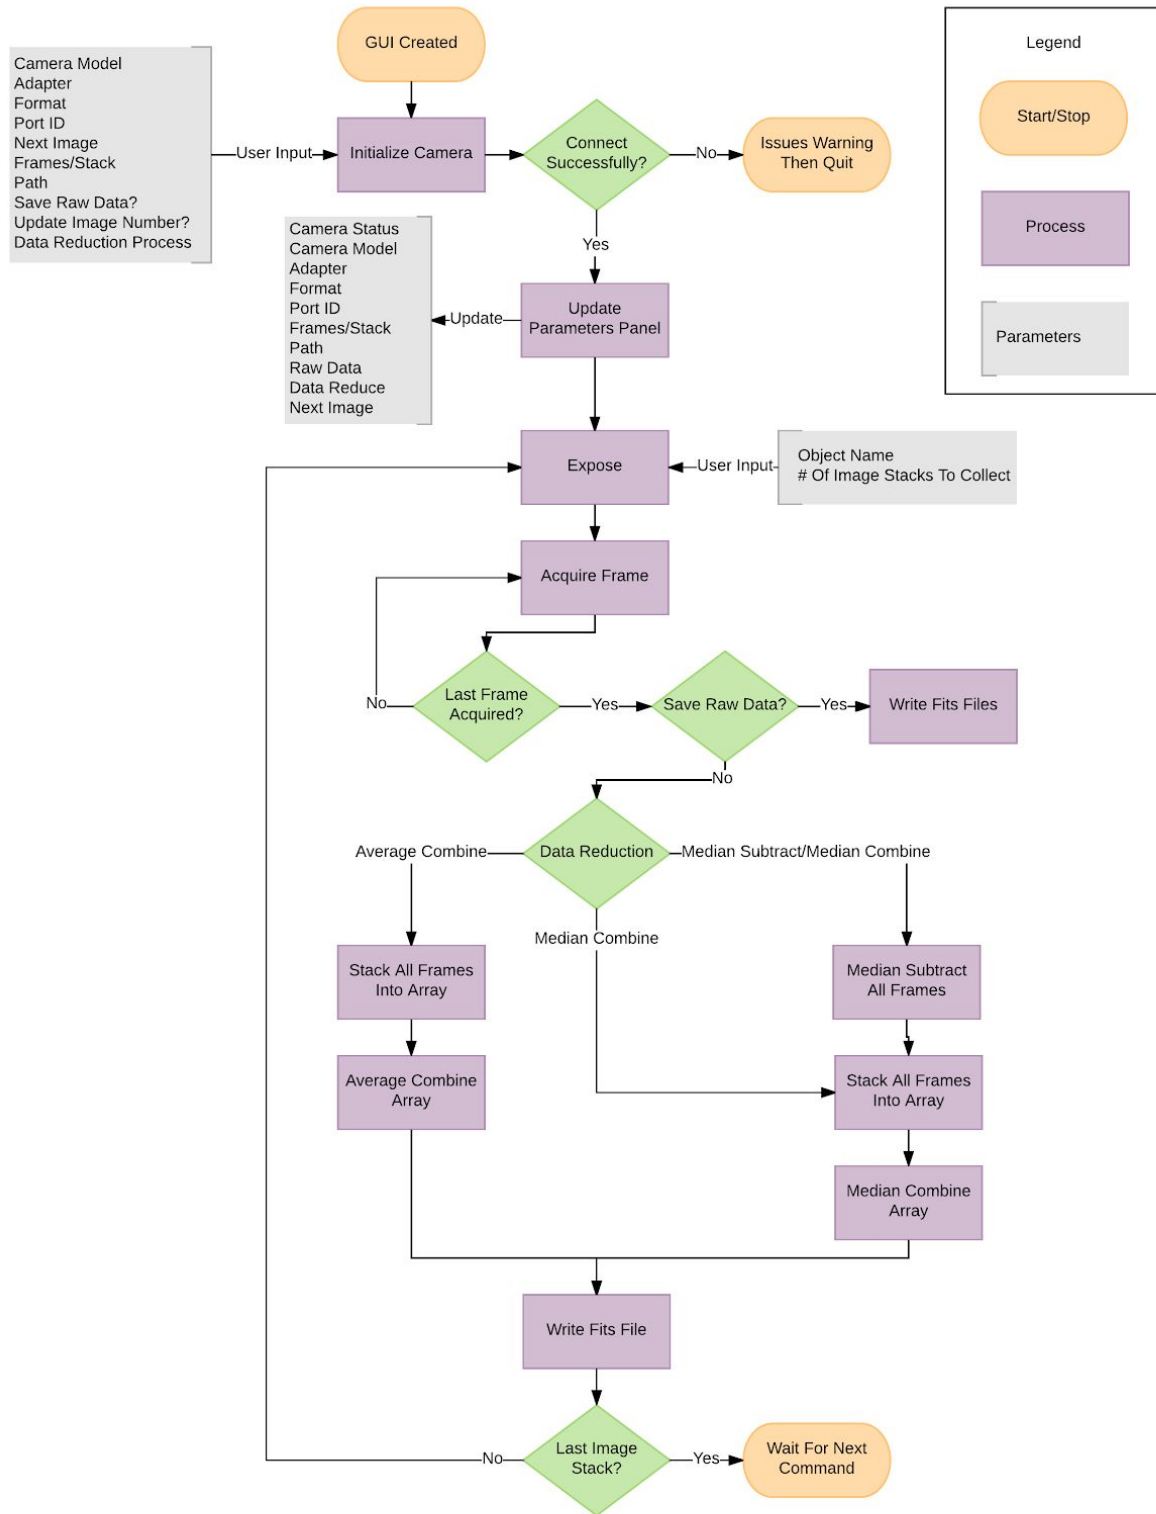 GUI Created
Legend
Camera Model
Adapter
Format
Port ID
Next Image
Frames/Stack
Path
Save Raw Data?
Update Image Number?
Data Reduction Process
User Input
Initialize Camera
Connect
Successfully?
No
Issues Warning
Then Quit
Start/Stop
Process
Parameters
Yes
Camera Status
Camera Model
Adapter
Format
Port ID
Frames/Stack
Path
Raw Data
Data Reduce
Next Image
Update
Update
Parameters Panel
Expose
User Input
Object Name
# Of Image Stacks To Collect
Acquire Frame
Last Frame
Acquired?
No
Yes
Save Raw Data?
Yes
Write Fits Files
No
Data Reduction
Average Combine
Median Subtract/Median Combine
Median Combine
Stack All Frames
Into Array
Median Subtract
All Frames
Average Combine
Array
Stack All Frames
Into Array
Median Combine
Array
Write Fits File
Last Image
Stack?
No
Yes
Wait For Next
Command